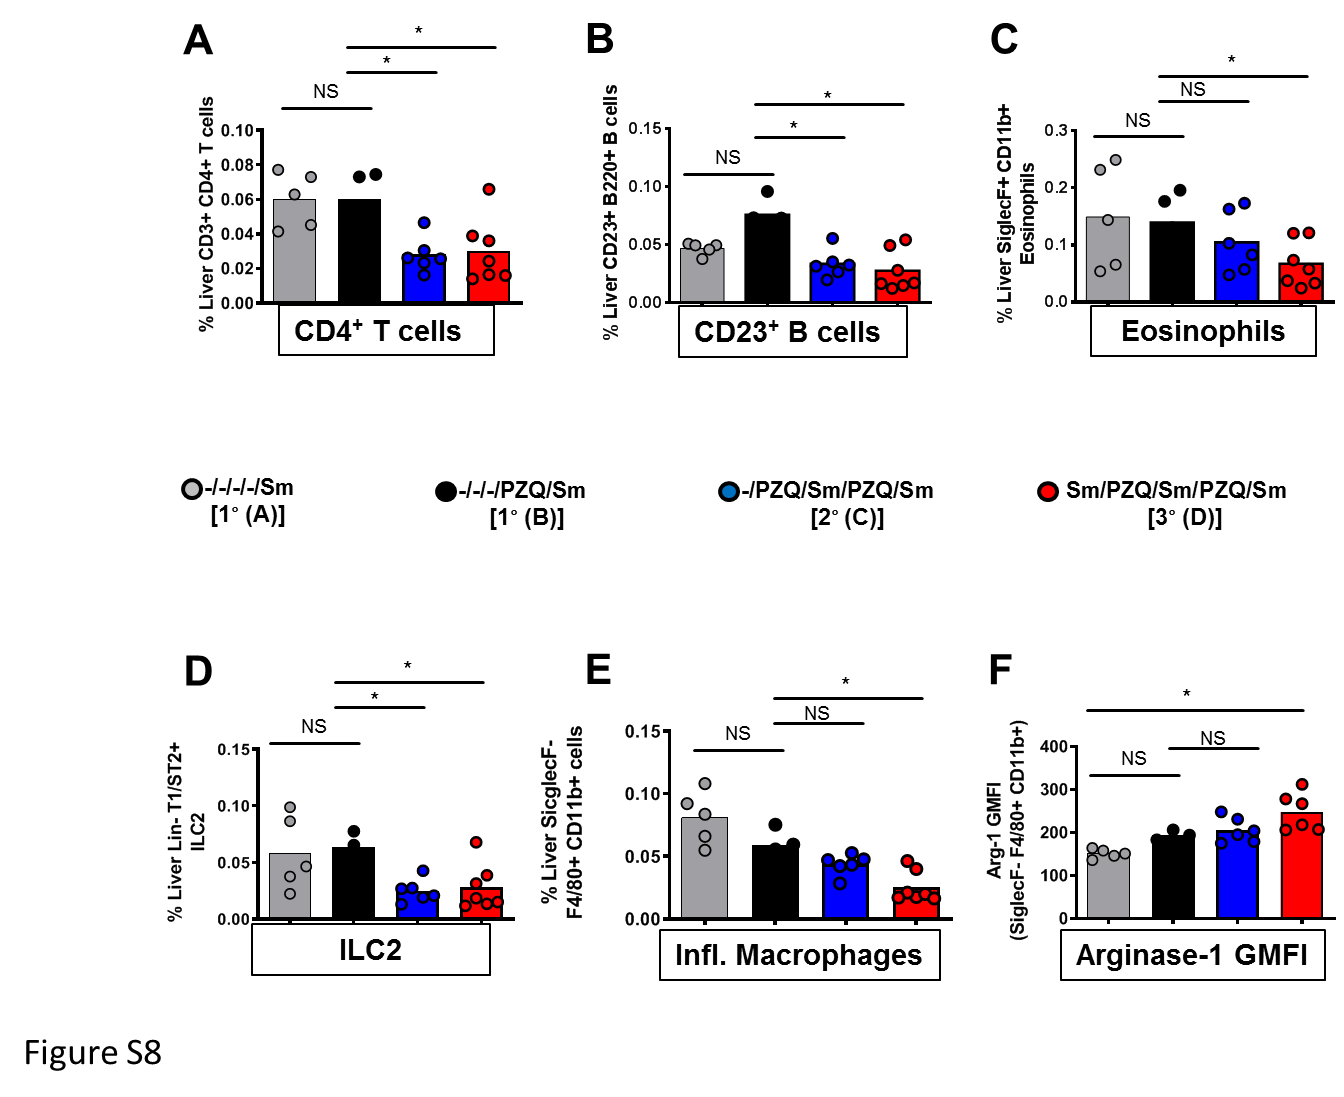 A
*
*
NS
% Liver CD3+ CD4+ T cells
0.10
0.08
0.06
0.04
0.02
0.00
CD4+ T cells
B
*
*
NS
% Liver CD23+ B220+ B cells
0.15
0.10
0.05
0.00
CD23+ B cells
C
*
NS
NS
% Liver SiglecF+ CD11b+
Eosinophils
0.3
0.2
0.1
0.0
Eosinophils
-/-/-/-/Sm
[1° (A)]
-/-/-/PZQ/Sm
[1° (B)]
-/PZQ/Sm/PZQ/Sm
[2° (C)]
Sm/PZQ/Sm/PZQ/Sm
[3° (D)]
D
*
*
NS
% Liver Lin- T1/ST2+
ILC2
0.15
0.10
0.05
0.00
ILC2
E
*
NS
NS
% Liver SicglecF-
F4/80+ CD11b+ cells
0.15
0.10
0.05
0.00
Infl. Macrophages
F
*
NS
NS
Arg-1 GMFI
(SiglecF - F4/80+ CD11b+)
400
300
200
100
0
Arginase-1 GMFI
Figure S8